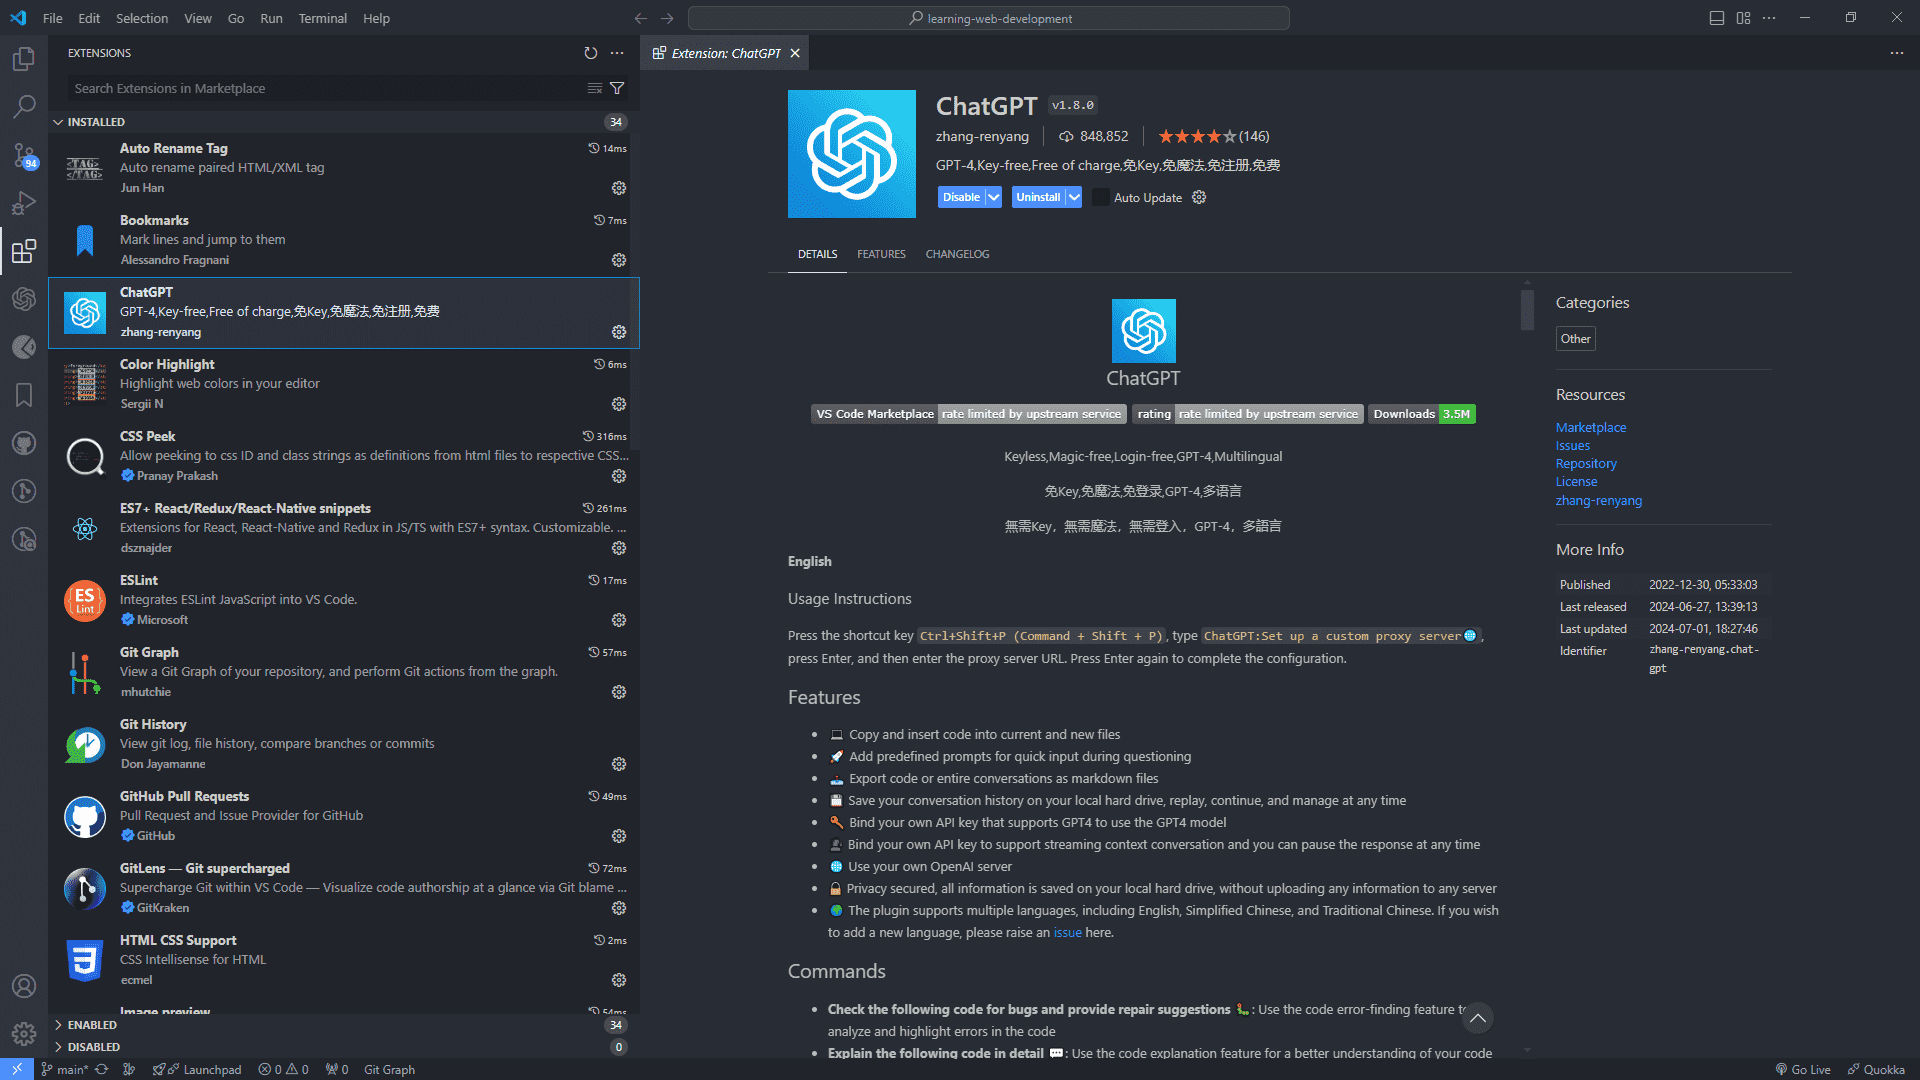 File Edit Selection View Go Run Terminal Help
learning-web-development
EXTENSIONS
Search Extensions in Marketplace
INSTALLED 34
Auto Rename Tag 14ms
Auto rename paired HTML/XML tag
Jun Han
Bookmarks 7ms
Mark lines and jump to them
Alessandro Fragnani
ChatGPT
GPT-4,Key-free,Free of charge,免Key,免魔法,免注册,免费
zhang-renyang
Color Highlight 6ms
Highlight web colors in your editor
Sergii N
CSS Peek 316ms
Allow peeking to css ID and class strings as definitions from html files to respective CSS...
Pranay Prakash
ES7+ React/Redux/React-Native snippets 261ms
Extensions for React, React-Native and Redux in JS/TS with ES7+ syntax. Customizable. ...
dsznajder
ESLint 17ms
Integrates ESLint JavaScript into VS Code.
Microsoft
Git Graph 57ms
View a Git Graph of your repository, and perform Git actions from the graph.
mhutchie
Git History
View git log, file history, compare branches or commits
Don Jayamanne
GitHub Pull Requests 49ms
Pull Request and Issue Provider for GitHub
GitHub
GitLens — Git supercharged 72ms
Supercharge Git within VS Code — Visualize code authorship at a glance via Git blame ...
GitKraken
HTML CSS Support 2ms
CSS Intellisense for HTML
ecmel
Image preview 54ms
ENABLED 34
DISABLED 0
94
<TAG>
</TAG>
ES
Lint
Extension: ChatGPT
ChatGPT v1.8.0
zhang-renyang 848,852 (146)
GPT-4,Key-free,Free of charge,免Key,免魔法,免注册,免费
Disable Uninstall Auto Update
DETAILS FEATURES CHANGELOG
ChatGPT
VS Code Marketplace rate limited by upstream service rating rate limited by upstream service Downloads 3.5M
Keyless,Magic-free,Login-free,GPT-4,Multilingual
免Key,免魔法,免登录,GPT-4,多语言
無需Key，無需魔法，無需登入，GPT-4，多語言
English
Usage Instructions
Press the shortcut key Ctrl+Shift+P (Command + Shift + P), type ChatGPT:Set up a custom proxy server🌐,
press Enter, and then enter the proxy server URL. Press Enter again to complete the configuration.
Features
• 💻 Copy and insert code into current and new files
• 🚀 Add predefined prompts for quick input during questioning
• 📥 Export code or entire conversations as markdown files
• 💾 Save your conversation history on your local hard drive, replay, continue, and manage at any time
• 🔑 Bind your own API key that supports GPT4 to use the GPT4 model
• 👥 Bind your own API key to support streaming context conversation and you can pause the response at any time
• 🌐 Use your own OpenAI server
• 🔒 Privacy secured, all information is saved on your local hard drive, without uploading any information to any server
• 🌍 The plugin supports multiple languages, including English, Simplified Chinese, and Traditional Chinese. If you wish
to add a new language, please raise an issue here.
Commands
• Check the following code for bugs and provide repair suggestions 🐛: Use the code error-finding feature to
analyze and highlight errors in the code
• Explain the following code in detail 💬: Use the code explanation feature for a better understanding of your code
Categories
Other
Resources
Marketplace
Issues
Repository
License
zhang-renyang
More Info
Published 2022-12-30, 05:33:03
Last released 2024-06-27, 13:39:13
Last updated 2024-07-01, 18:27:46
Identifier zhang-renyang.chat-
gpt
main* Launchpad 0 0 0 Git Graph Go Live Quokka